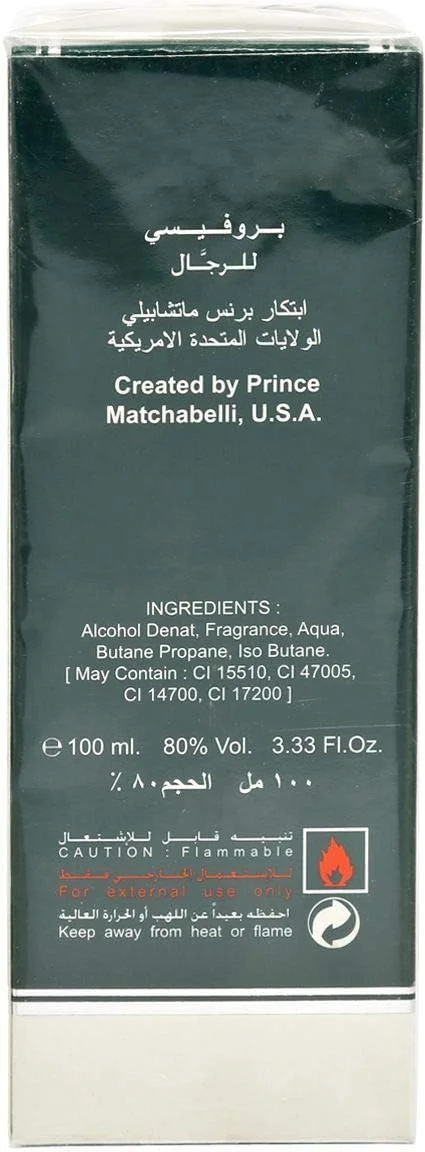 بروفيسي
للرجَّال
ابتكار برنس ماتشابيلي
الولايات المتحدة الامريكية
Created by Prince
Matchabelli, U.S.A.
INGREDIENTS :
Alcohol Denat, Fragrance, Aqua,
Butane Propane, Iso Butane.
[ May Contain : CI 15510, CI 47005,
CI 14700, CI 17200 ]
℮ 100 ml. 80% Vol. 3.33 Fl.Oz.
١٠٠ مل الحجم ٨٠ ٪
تنبيه قابل للإشتعال
CAUTION : Flammable
للاستعمال الخارجي فقط
For external use only
احفظه بعيداً عن اللهب أو الحرارة العالية
Keep away from heat or flame